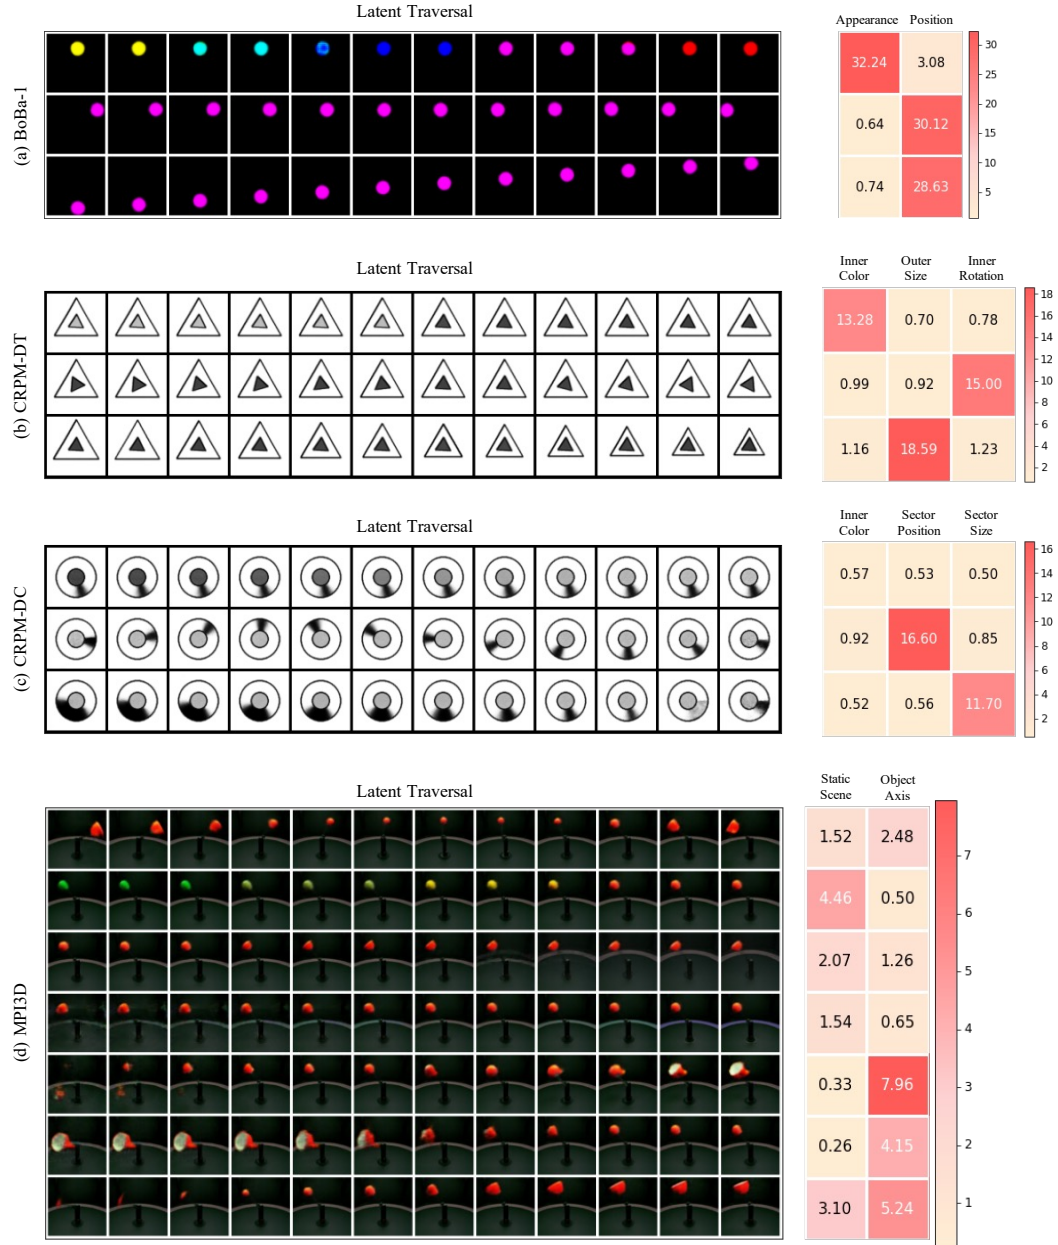 Latent Traversal
Appearance Position
(a) BoBa-1
32.24 3.08
0.64 30.12
0.74 28.63
30
25
20
15
10
5
Latent Traversal
Inner Color Outer Size Inner Rotation
(b) CRPM-DT
13.28 0.70 0.78
0.99 0.92 15.00
1.16 18.59 1.23
18
16
14
12
10
8
6
4
2
Latent Traversal
Inner Color Sector Position Sector Size
(c) CRPM-DC
0.57 0.53 0.50
0.92 16.60 0.85
0.52 0.56 11.70
16
14
12
10
8
6
4
2
Latent Traversal
Static Scene Object Axis
(d) MPI3D
1.52 2.48
4.46 0.50
2.07 1.26
1.54 0.65
0.33 7.96
0.26 4.15
3.10 5.24
7
6
5
4
3
2
1